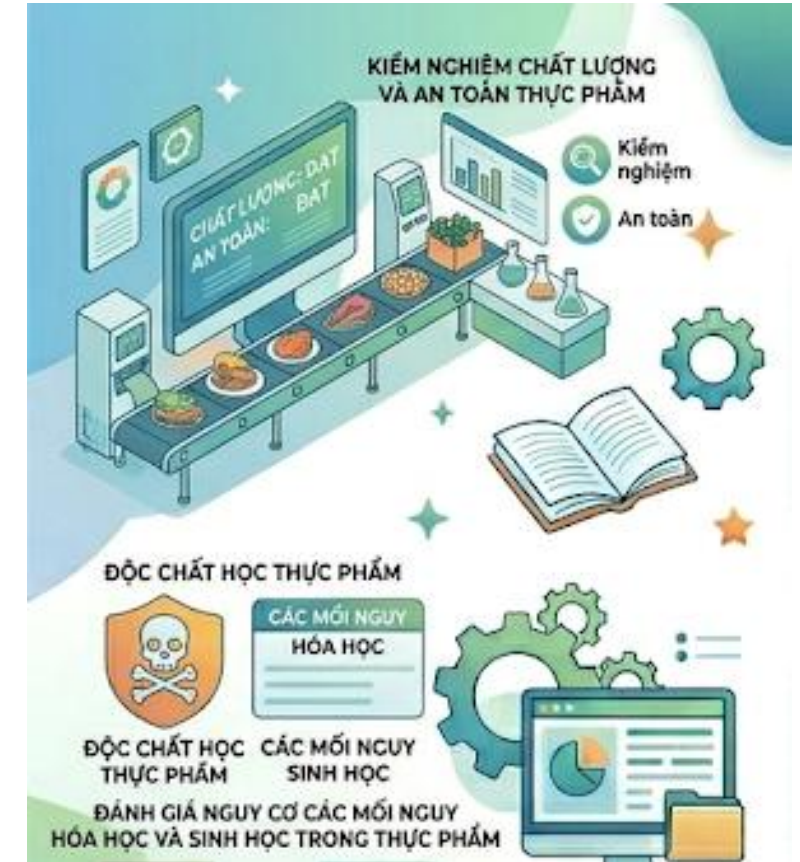 KIỂM NGHIỆM CHẤT LƯỢNG
VÀ AN TOÀN THỰC PHẨM
Kiểm
nghiệm
An toàn
CHẤT LƯỢNG: ĐẠT
AN TOÀN: ĐẠT
ĐỘC CHẤT HỌC THỰC PHẨM
CÁC MỐI NGUY
HÓA HỌC
ĐỘC CHẤT HỌC
THỰC PHẨM
CÁC MỐI NGUY
SINH HỌC
ĐÁNH GIÁ NGUY CƠ CÁC MỐI NGUY
HÓA HỌC VÀ SINH HỌC TRONG THỰC PHẨM